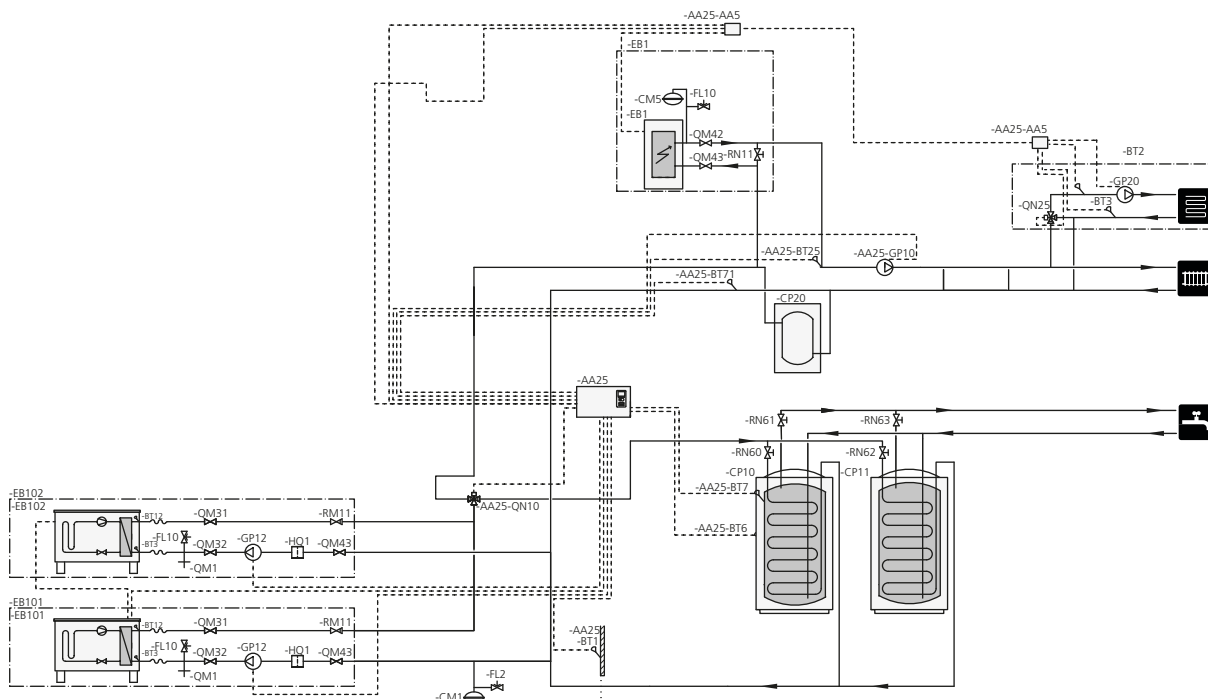 -AA25-AA5
-EB1
-FL10
-CM5
-EB1
-QM42
-RN11
-QM43
-AA25-AA5
-BT2
-GP20
-BT3
-QN25
-AA25-BT25
-AA25-GP10
-AA25-BT71
-CP20
-AA25
-RN61
-RN63
-RN60
-RN62
-CP10
-CP11
-AA25-BT7
-AA25-QN10
-AA25-BT6
-EB102
-EB102
-BT12
-QM31
-RM11
-FL10
-BT3
-QM32
-GP12
-HQ1
-QM43
-QM1
-EB101
-EB101
-BT12
-QM31
-RM11
-FL10
-BT3
-QM32
-GP12
-HQ1
-QM43
-QM1
-AA25
-BT1
-FL2
-CM1